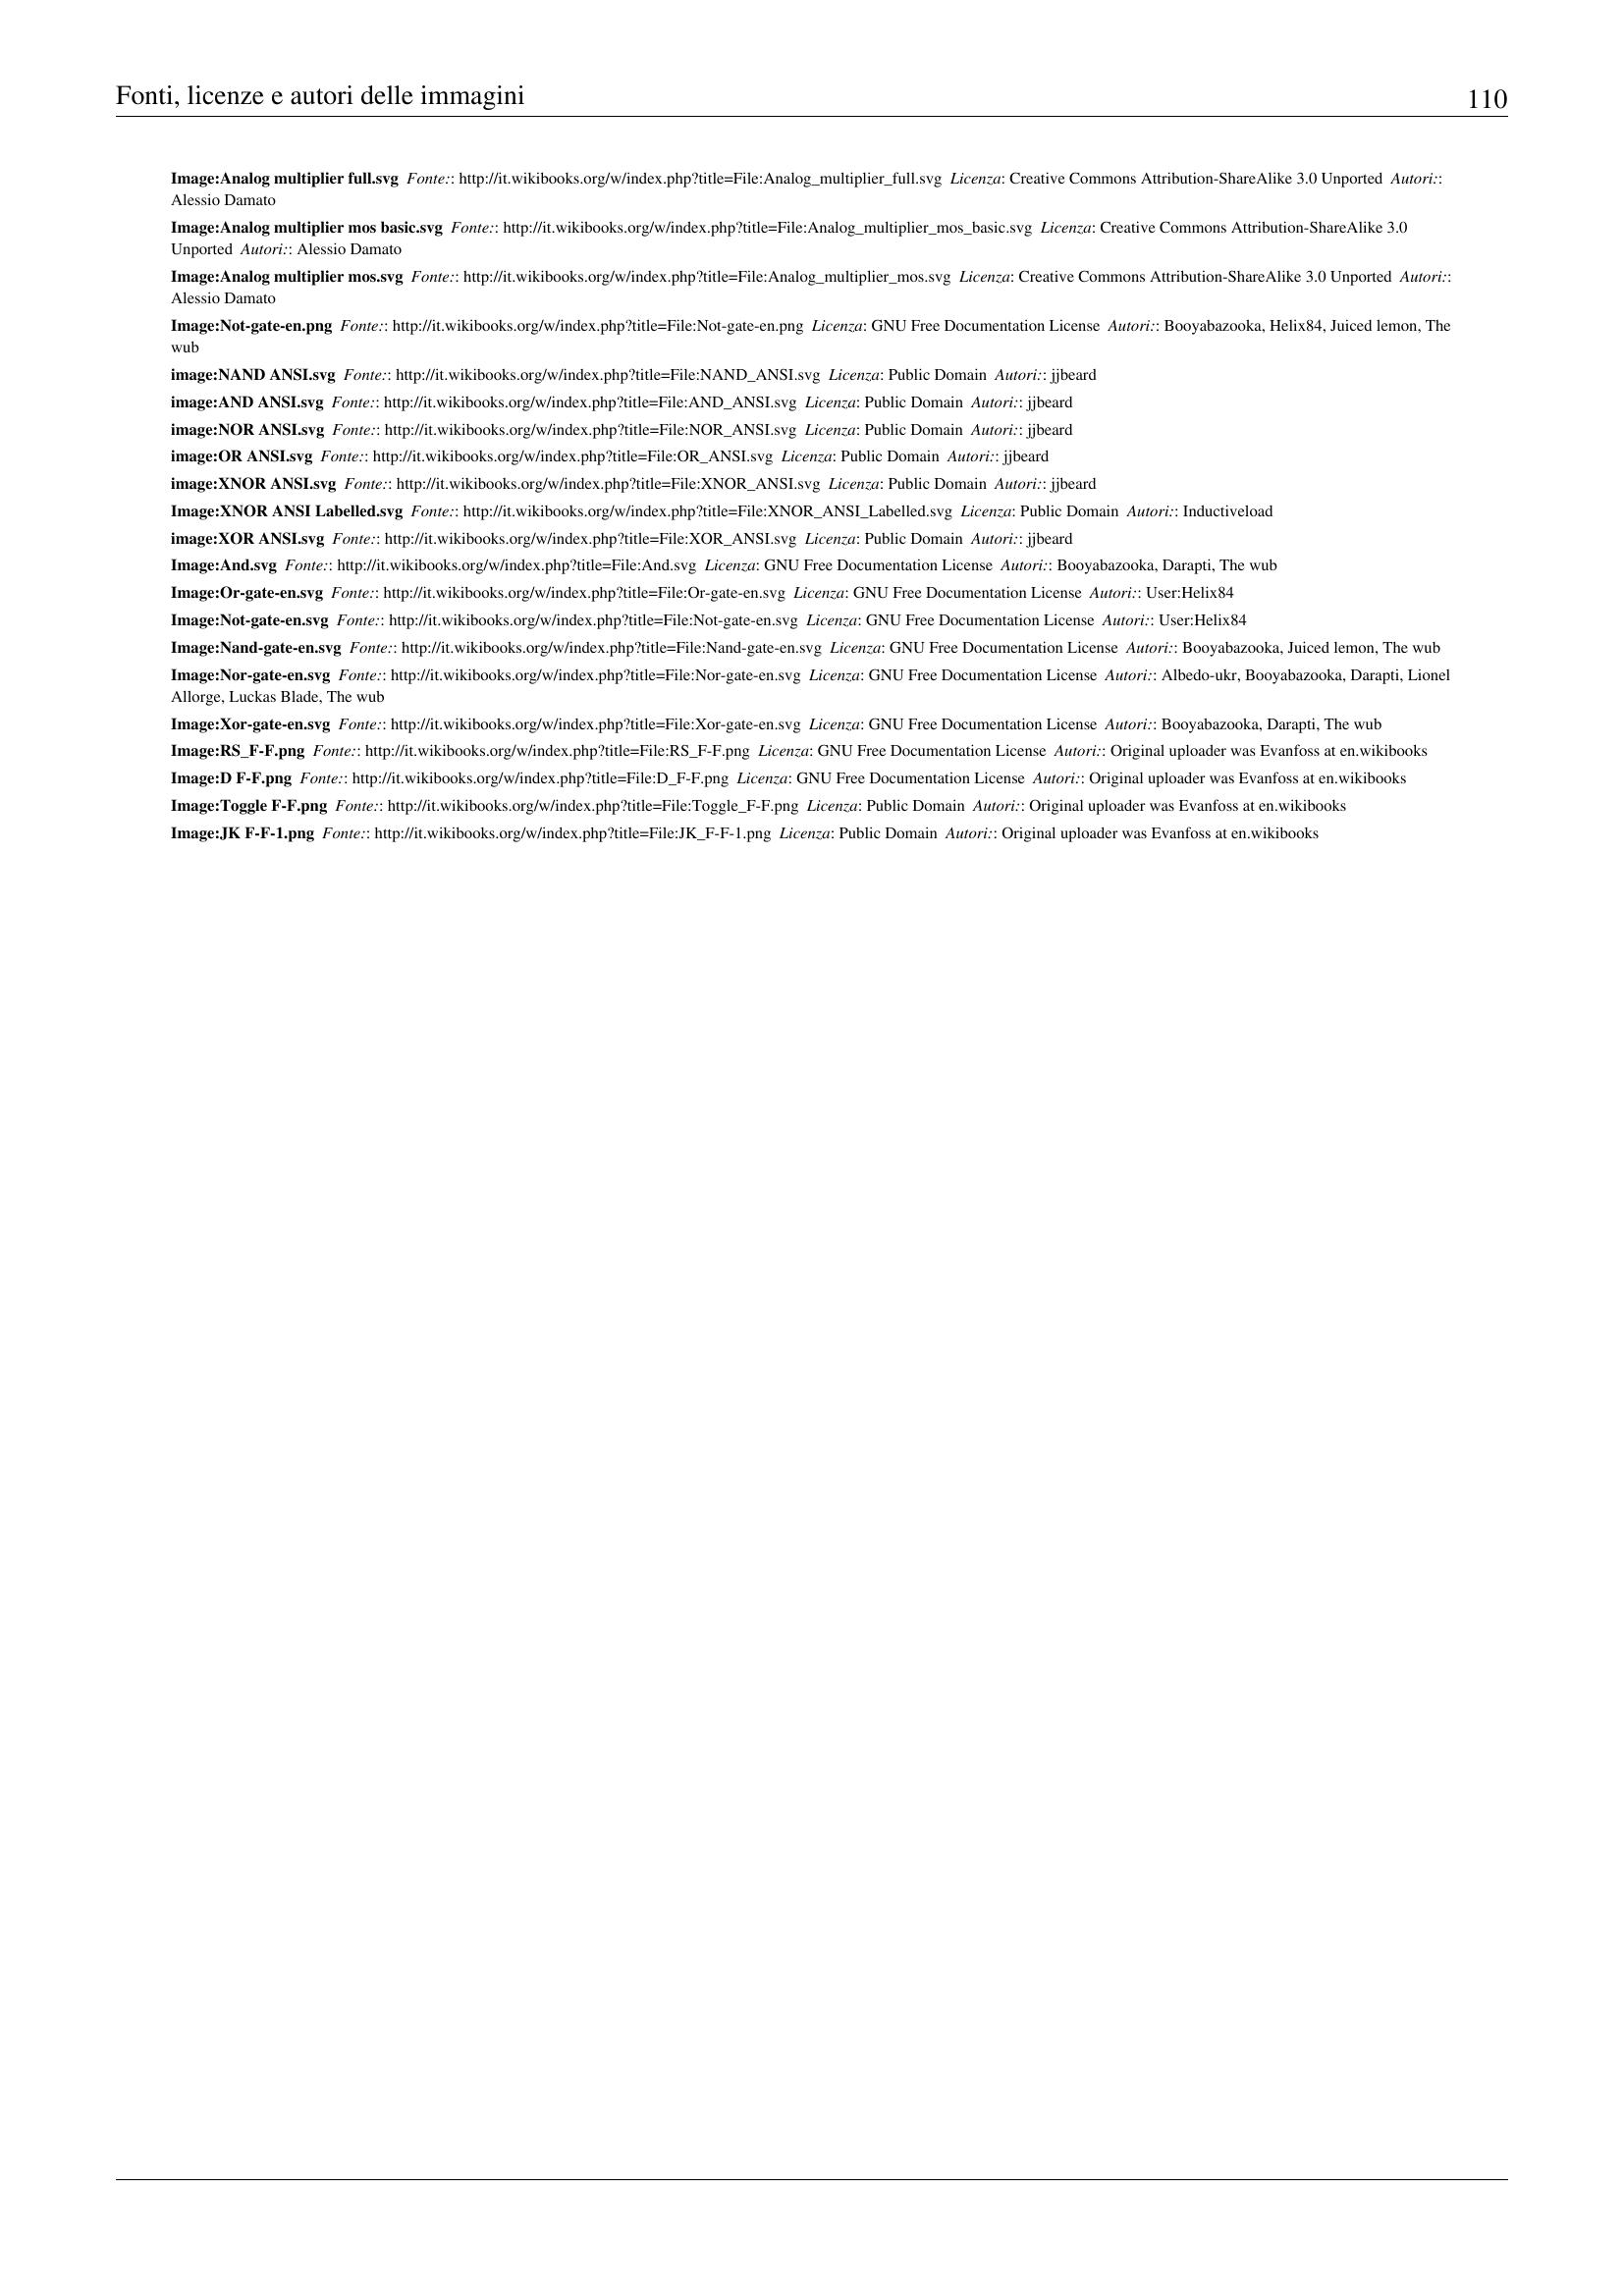 Fonti, licenze e autori delle immagini 110
Image:Analog multiplier full.svg Fonte:: http://it.wikibooks.org/w/index.php?title=File:Analog_multiplier_full.svg Licenza: Creative Commons Attribution-ShareAlike 3.0 Unported Autori::
Alessio Damato
Image:Analog multiplier mos basic.svg Fonte:: http://it.wikibooks.org/w/index.php?title=File:Analog_multiplier_mos_basic.svg Licenza: Creative Commons Attribution-ShareAlike 3.0
Unported Autori:: Alessio Damato
Image:Analog multiplier mos.svg Fonte:: http://it.wikibooks.org/w/index.php?title=File:Analog_multiplier_mos.svg Licenza: Creative Commons Attribution-ShareAlike 3.0 Unported Autori::
Alessio Damato
Image:Not-gate-en.png Fonte:: http://it.wikibooks.org/w/index.php?title=File:Not-gate-en.png Licenza: GNU Free Documentation License Autori:: Booyabazooka, Helix84, Juiced lemon, The
wub
image:NAND ANSI.svg Fonte:: http://it.wikibooks.org/w/index.php?title=File:NAND_ANSI.svg Licenza: Public Domain Autori:: jjbeard
image:AND ANSI.svg Fonte:: http://it.wikibooks.org/w/index.php?title=File:AND_ANSI.svg Licenza: Public Domain Autori:: jjbeard
image:NOR ANSI.svg Fonte:: http://it.wikibooks.org/w/index.php?title=File:NOR_ANSI.svg Licenza: Public Domain Autori:: jjbeard
image:OR ANSI.svg Fonte:: http://it.wikibooks.org/w/index.php?title=File:OR_ANSI.svg Licenza: Public Domain Autori:: jjbeard
image:XNOR ANSI.svg Fonte:: http://it.wikibooks.org/w/index.php?title=File:XNOR_ANSI.svg Licenza: Public Domain Autori:: jjbeard
Image:XNOR ANSI Labelled.svg Fonte:: http://it.wikibooks.org/w/index.php?title=File:XNOR_ANSI_Labelled.svg Licenza: Public Domain Autori:: Inductiveload
image:XOR ANSI.svg Fonte:: http://it.wikibooks.org/w/index.php?title=File:XOR_ANSI.svg Licenza: Public Domain Autori:: jjbeard
Image:And.svg Fonte:: http://it.wikibooks.org/w/index.php?title=File:And.svg Licenza: GNU Free Documentation License Autori:: Booyabazooka, Darapti, The wub
Image:Or-gate-en.svg Fonte:: http://it.wikibooks.org/w/index.php?title=File:Or-gate-en.svg Licenza: GNU Free Documentation License Autori:: User:Helix84
Image:Not-gate-en.svg Fonte:: http://it.wikibooks.org/w/index.php?title=File:Not-gate-en.svg Licenza: GNU Free Documentation License Autori:: User:Helix84
Image:Nand-gate-en.svg Fonte:: http://it.wikibooks.org/w/index.php?title=File:Nand-gate-en.svg Licenza: GNU Free Documentation License Autori:: Booyabazooka, Juiced lemon, The wub
Image:Nor-gate-en.svg Fonte:: http://it.wikibooks.org/w/index.php?title=File:Nor-gate-en.svg Licenza: GNU Free Documentation License Autori:: Albedo-ukr, Booyabazooka, Darapti, Lionel
Allorge, Luckas Blade, The wub
Image:Xor-gate-en.svg Fonte:: http://it.wikibooks.org/w/index.php?title=File:Xor-gate-en.svg Licenza: GNU Free Documentation License Autori:: Booyabazooka, Darapti, The wub
Image:RS_F-F.png Fonte:: http://it.wikibooks.org/w/index.php?title=File:RS_F-F.png Licenza: GNU Free Documentation License Autori:: Original uploader was Evanfoss at en.wikibooks
Image:D F-F.png Fonte:: http://it.wikibooks.org/w/index.php?title=File:D_F-F.png Licenza: GNU Free Documentation License Autori:: Original uploader was Evanfoss at en.wikibooks
Image:Toggle F-F.png Fonte:: http://it.wikibooks.org/w/index.php?title=File:Toggle_F-F.png Licenza: Public Domain Autori:: Original uploader was Evanfoss at en.wikibooks
Image:JK F-F-1.png Fonte:: http://it.wikibooks.org/w/index.php?title=File:JK_F-F-1.png Licenza: Public Domain Autori:: Original uploader was Evanfoss at en.wikibooks